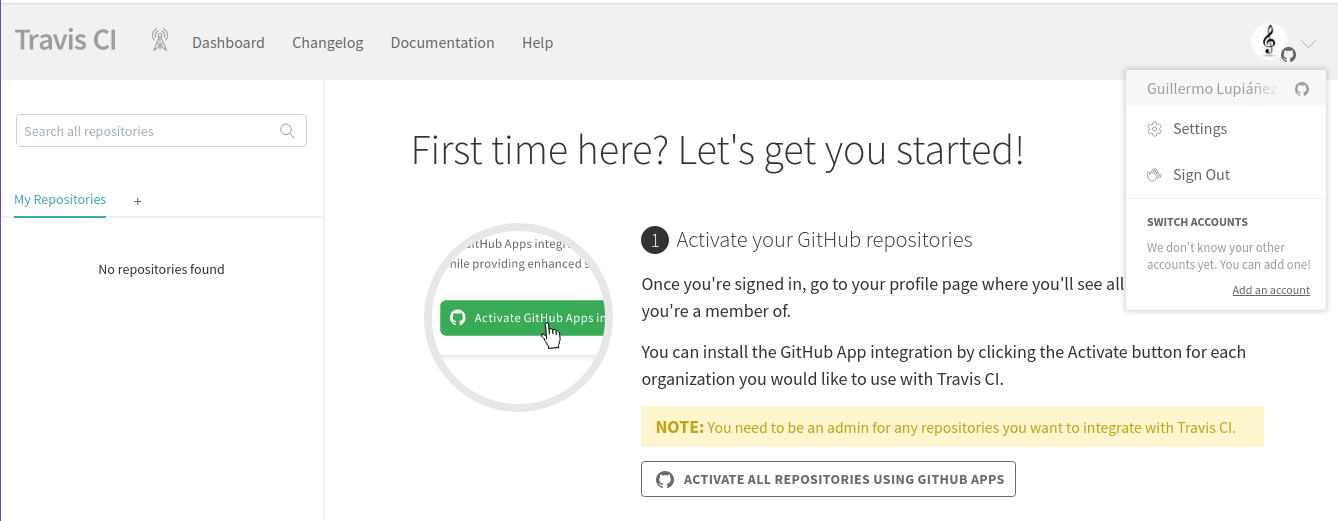 Travis CI
Dashboard
Changelog
Documentation
Help
Guillermo Lupiáñez
Settings
Sign Out
SWITCH ACCOUNTS
We don't know your other
accounts yet. You can add one!
Add an account
Search all repositories
My Repositories
+
No repositories found
First time here? Let's get you started!
GitHub Apps integr
while providing enhanced s
Activate GitHub Apps in
1 Activate your GitHub repositories
Once you're signed in, go to your profile page where you'll see all
you're a member of.
You can install the GitHub App integration by clicking the Activate button for each
organization you would like to use with Travis CI.
NOTE: You need to be an admin for any repositories you want to integrate with Travis CI.
ACTIVATE ALL REPOSITORIES USING GITHUB APPS